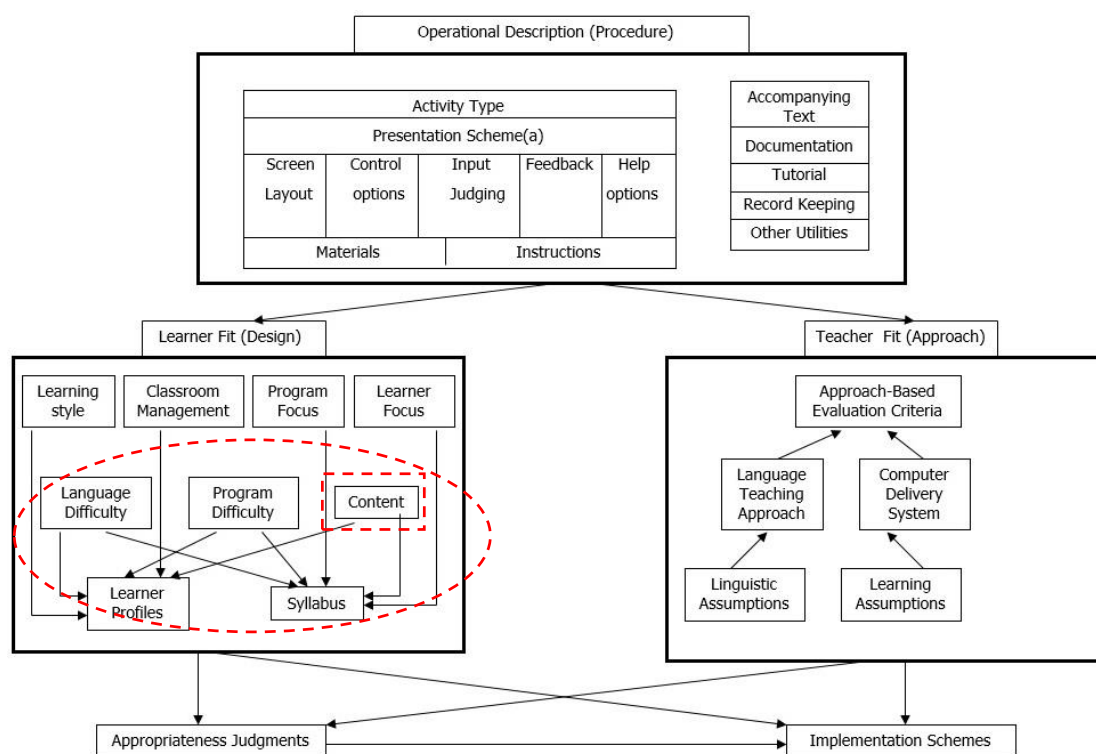 Operational Description (Procedure)
Activity Type
Presentation Scheme(a)
Screen
Layout
Control
options
Input
Judging
Feedback
Help
options
Materials
Instructions
Accompanying
Text
Documentation
Tutorial
Record Keeping
Other Utilities
Learner Fit (Design)
Teacher Fit (Approach)
Learning
style
Classroom
Management
Program
Focus
Learner
Focus
Language
Difficulty
Program
Difficulty
Content
Learner
Profiles
Syllabus
Approach-Based
Evaluation Criteria
Language
Teaching
Approach
Computer
Delivery
System
Linguistic
Assumptions
Learning
Assumptions
Appropriateness Judgments
Implementation Schemes